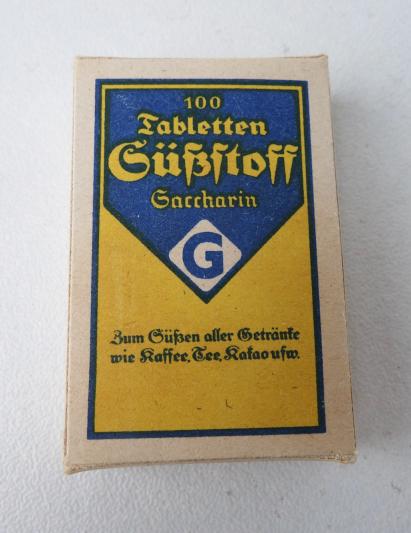 100
Tabletten
Süßstoff
Saccharin
G
Zum Süßen aller Getränke
wie Kaffee, Tee, Kakao usw.